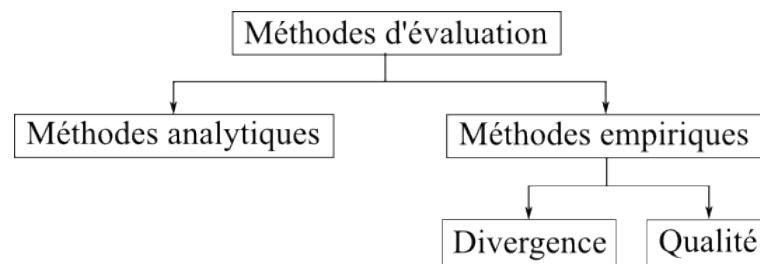 Méthodes d'évaluation
Méthodes analytiques
Méthodes empiriques
Divergence
Qualité